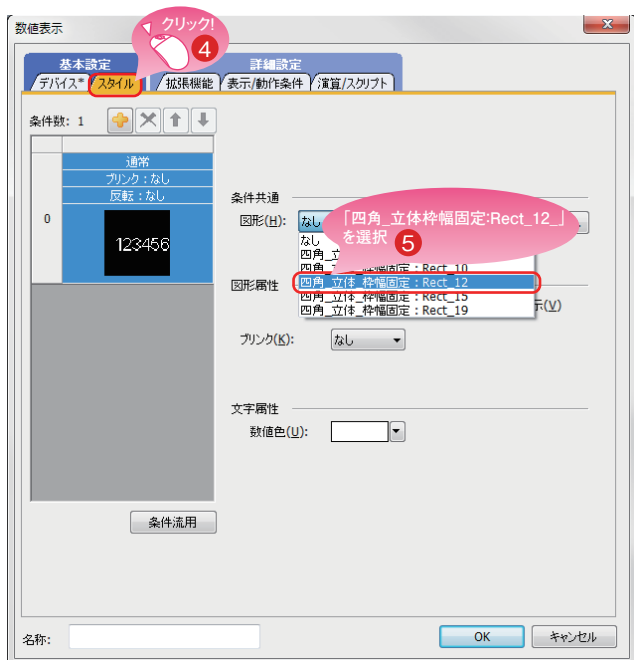 数値表示
クリック!
4
基本設定
詳細設定
デバイス*
スタイル
拡張機能
表示/動作条件
演算/スクリプト
条件数: 1
通常
ブリンク:なし
反転:なし
0
123456
条件共通
図形(H):
なし
「四角_立体枠幅固定:Rect_12_」
を選択
5
なし
四角_立
四角_立体_枠幅固定:Rect_10
四角_立体_枠幅固定:Rect_12
四角_立体_枠幅固定:Rect_15
四角_立体_枠幅固定:Rect_19
図形属性
示(V)
ブリンク(K):
なし
文字属性
数値色(U):
条件流用
名称:
OK
キャンセル